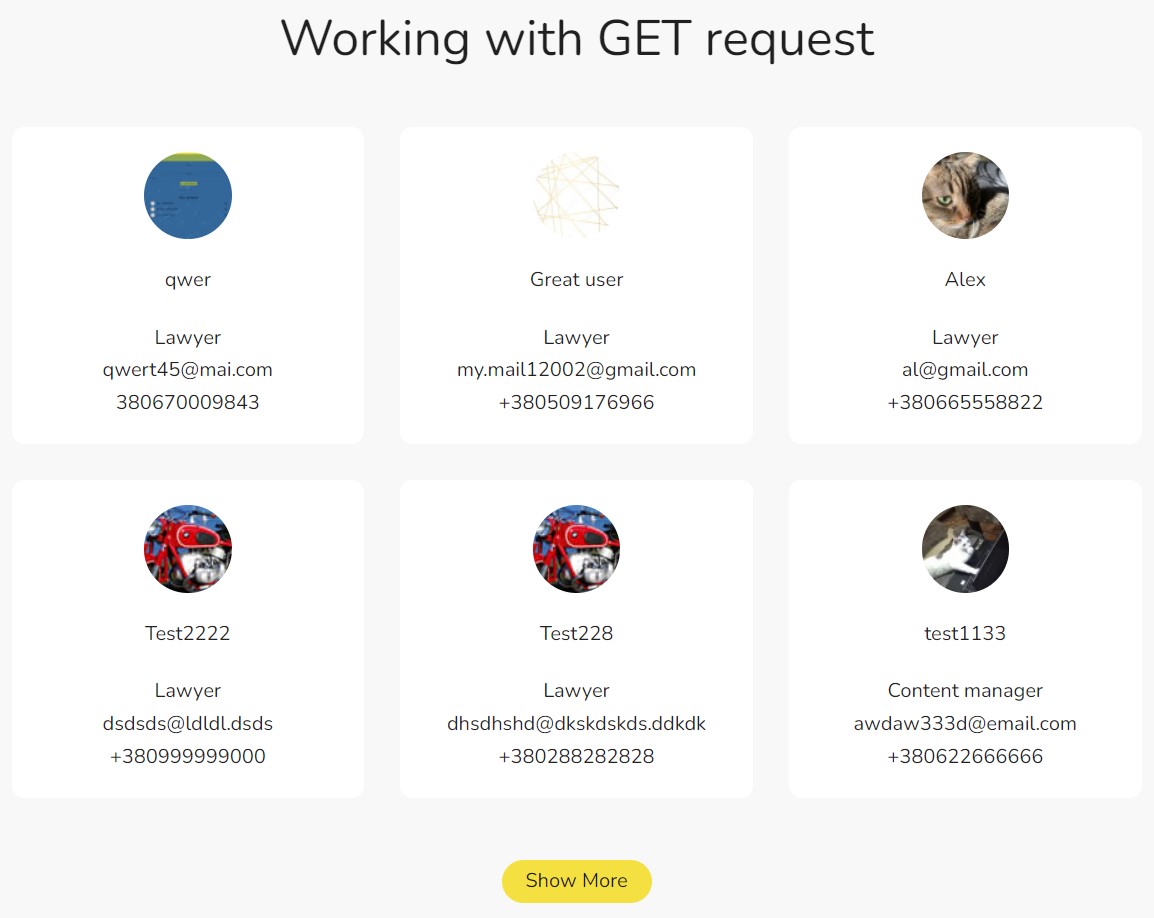 Working with GET request
qwer
Lawyer
qwert45@mai.com
380670009843
Great user
Lawyer
my.mail12002@gmail.com
+380509176966
Alex
Lawyer
al@gmail.com
+380665558822
Test2222
Lawyer
dsdsds@ldldl.dsds
+380999999000
Test228
Lawyer
dhsdhshd@dkskdskds.ddkdk
+380288282828
test1133
Content manager
awdaw333d@email.com
+380622666666
Show More